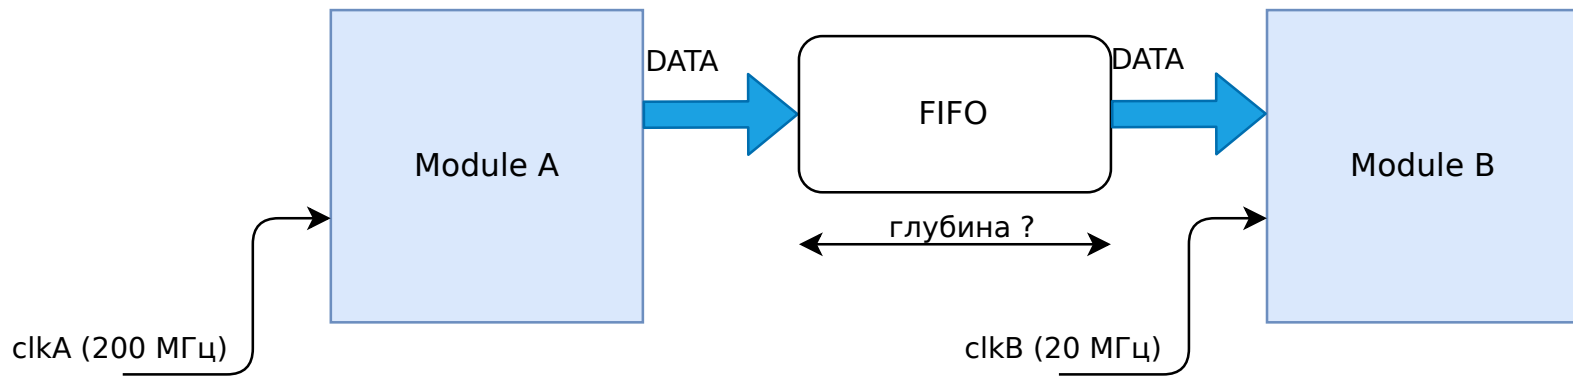 DATA
DATA
FIFO
Module A
Module B
глубина ?
clkA (200 МГц)
clkB (20 МГц)